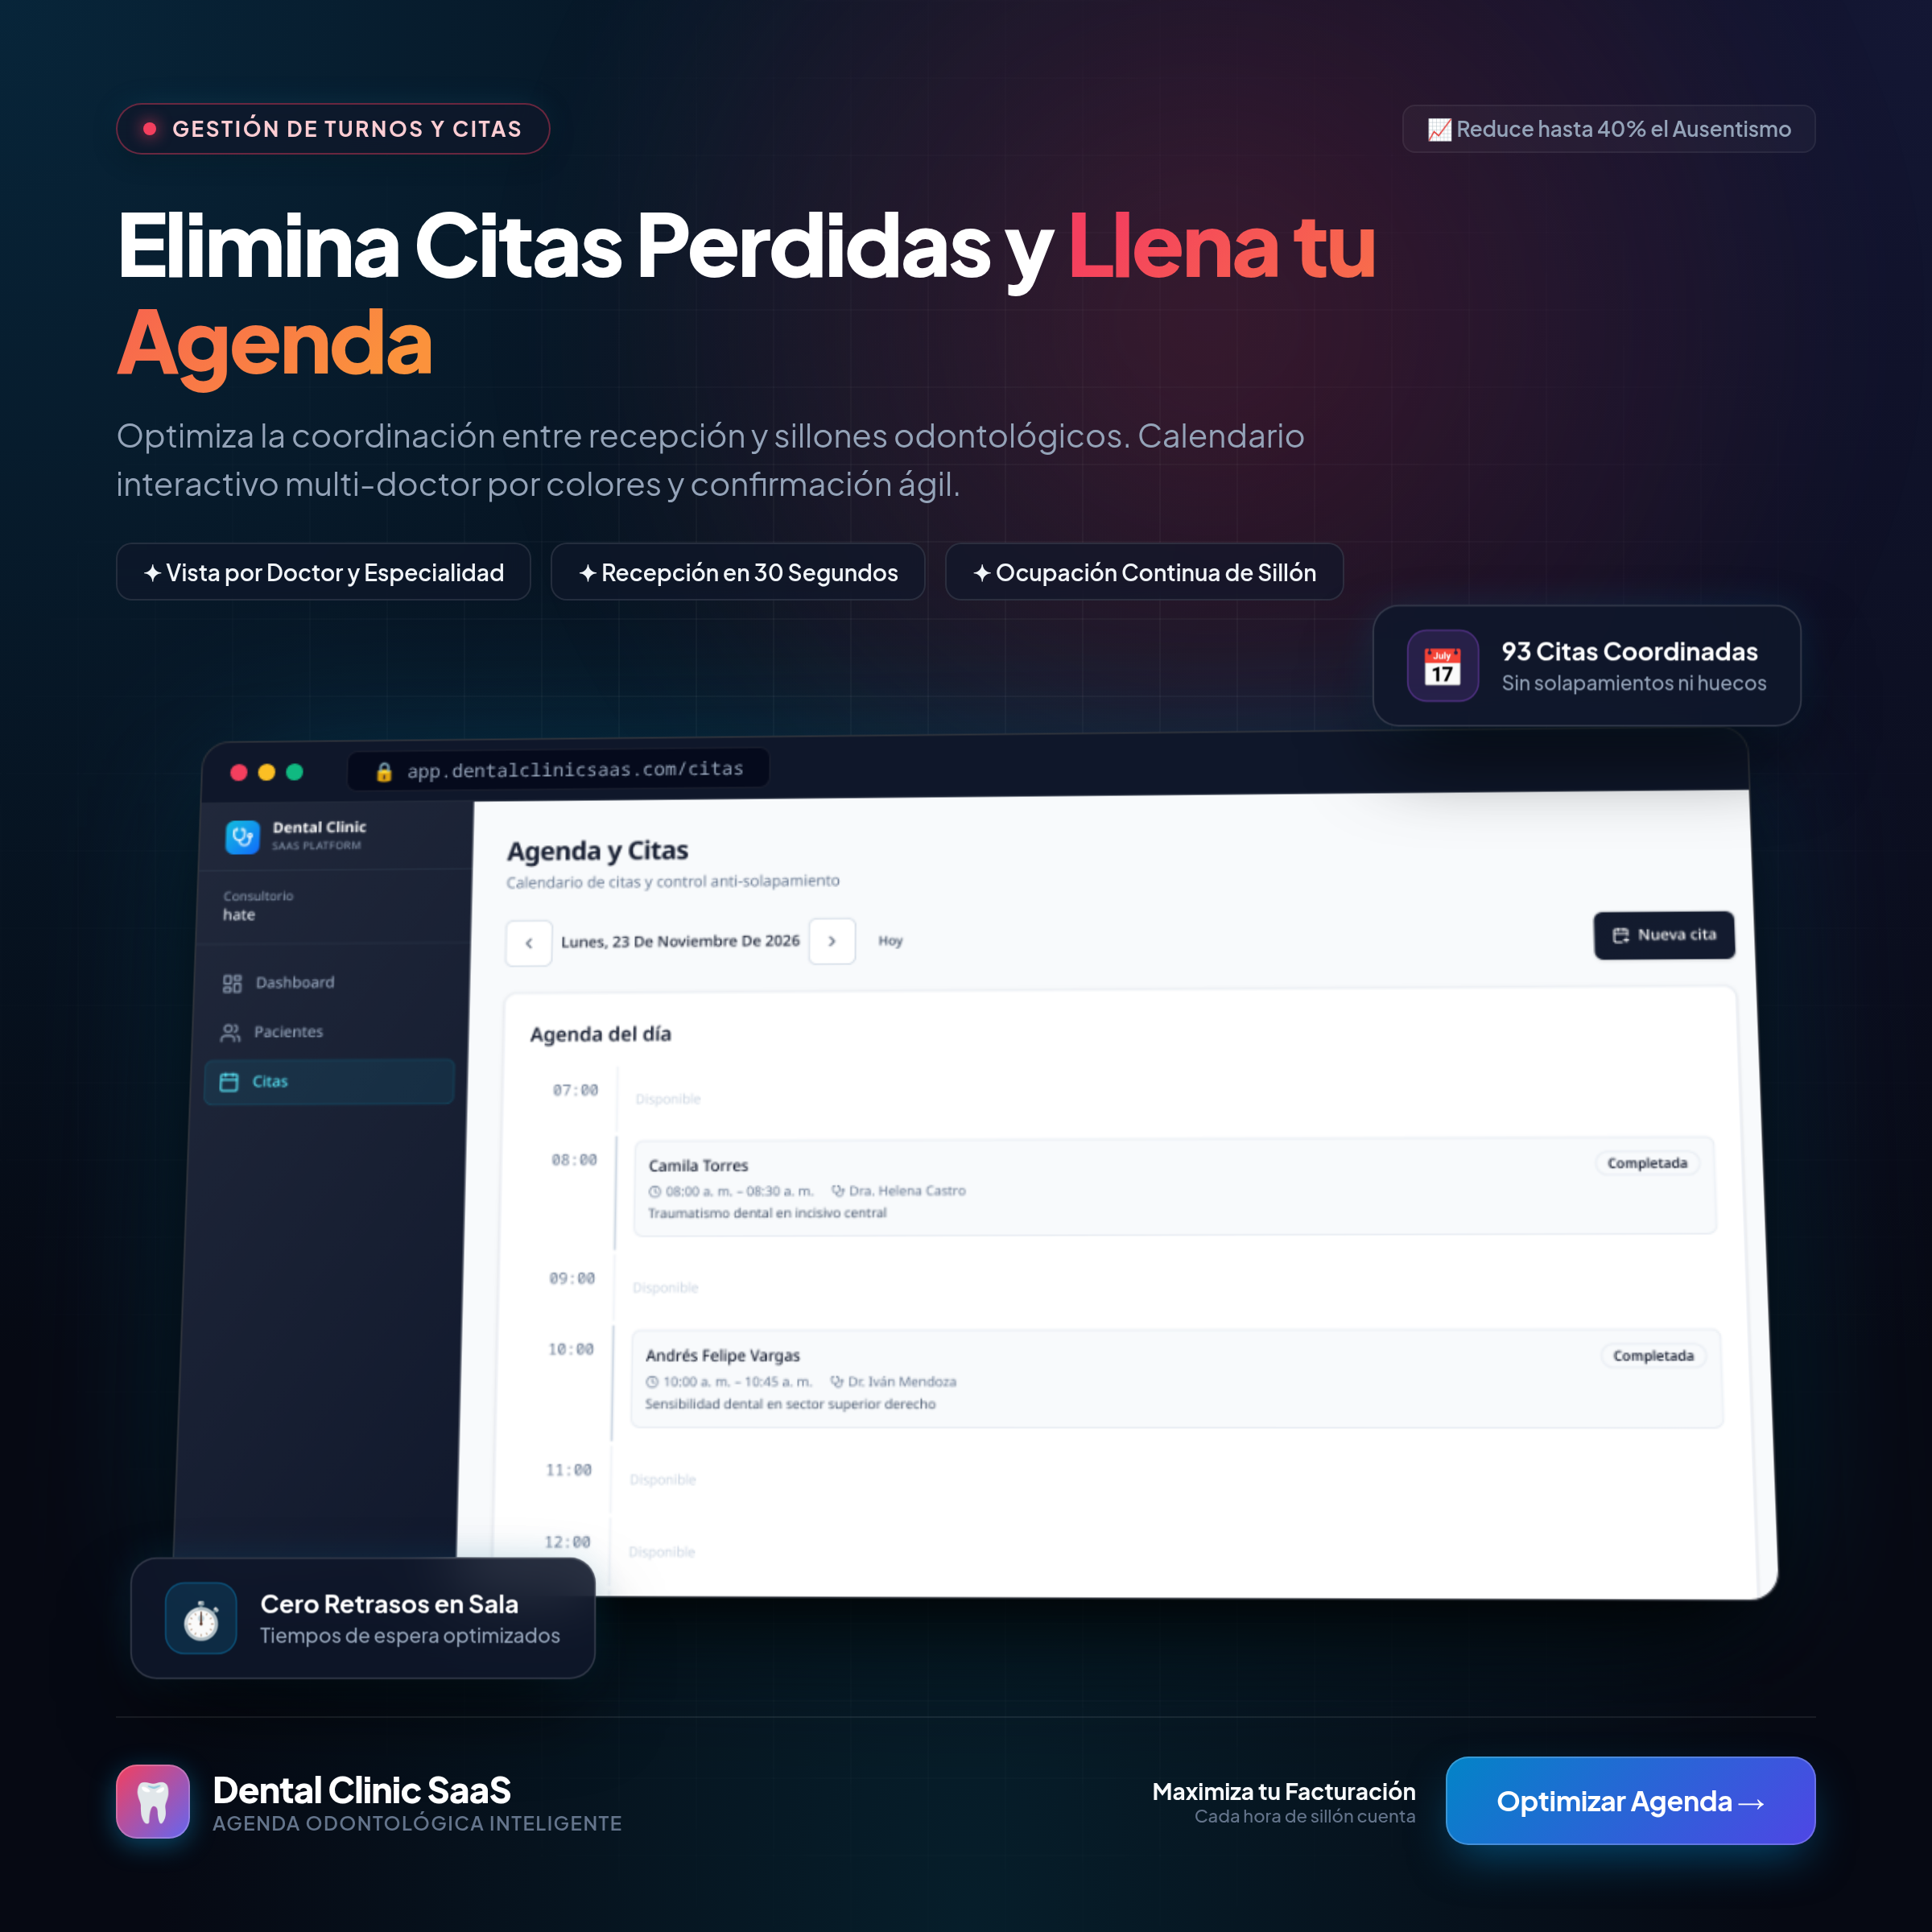 GESTIÓN DE TURNOS Y CITAS
📈 Reduce hasta 40% el Ausentismo
Elimina Citas Perdidas y Llena tu
Agenda
Optimiza la coordinación entre recepción y sillones odontológicos. Calendario
interactivo multi-doctor por colores y confirmación ágil.
✦ Vista por Doctor y Especialidad
✦ Recepción en 30 Segundos
✦ Ocupación Continua de Sillón
July
17
93 Citas Coordinadas
Sin solapamientos ni huecos
app.dentalclinicsaas.com/citas
Dental Clinic
SAAS PLATFORM
Consultorio
hate
Dashboard
Pacientes
Citas
Agenda y Citas
Calendario de citas y control anti-solapamiento
Lunes, 23 De Noviembre De 2026
Hoy
Nueva cita
Agenda del día
07:00
Disponible
08:00
Camila Torres
Completada
08:00 a. m. – 08:30 a. m. Dra. Helena Castro
Traumatismo dental en incisivo central
09:00
Disponible
10:00
Andrés Felipe Vargas
Completada
10:00 a. m. – 10:45 a. m. Dr. Iván Mendoza
Sensibilidad dental en sector superior derecho
11:00
Disponible
12:00
Disponible
Cero Retrasos en Sala
Tiempos de espera optimizados
Dental Clinic SaaS
AGENDA ODONTOLÓGICA INTELIGENTE
Maximiza tu Facturación
Cada hora de sillón cuenta
Optimizar Agenda →